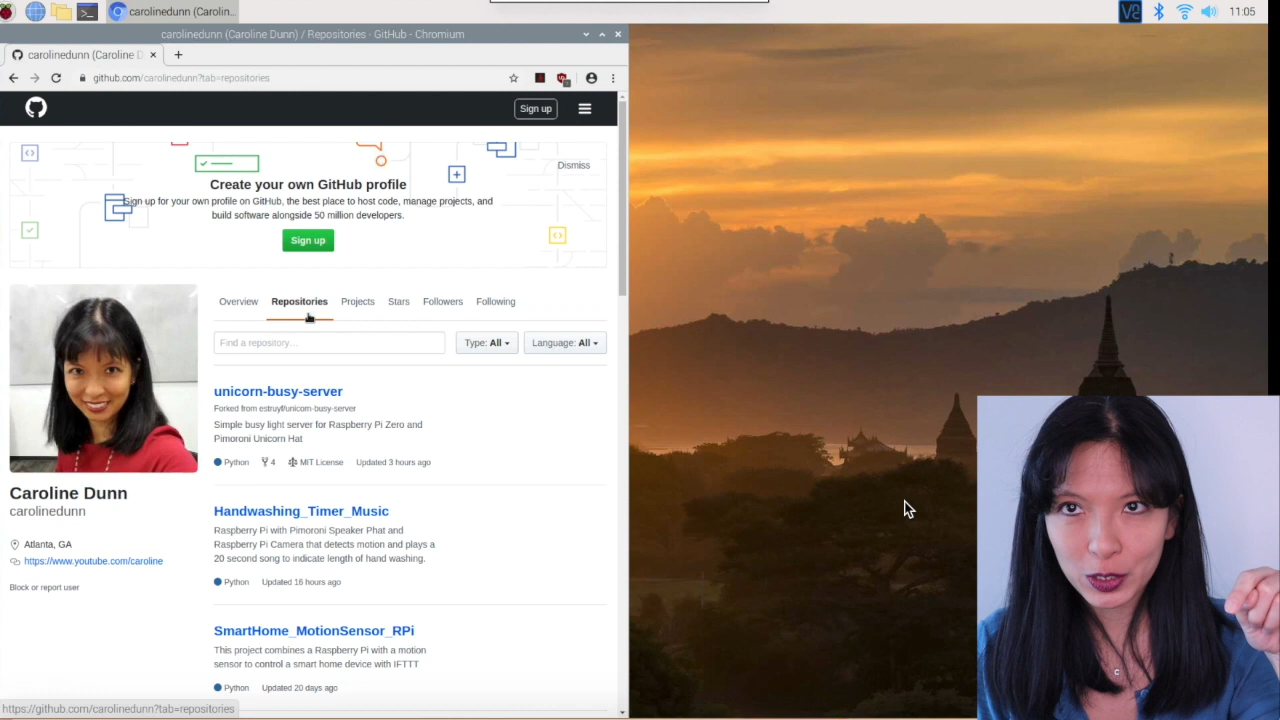 carolinedunn (Carolin...
11:05
carolinedunn (Caroline Dunn) / Repositories · GitHub - Chromium
carolinedunn (Caroline D
github.com/carolinedunn?tab=repositories
Sign up
Dismiss
Create your own GitHub profile
Sign up for your own profile on GitHub, the best place to host code, manage projects, and
build software alongside 50 million developers.
Sign up
Overview Repositories Projects Stars Followers Following
Find a repository…
Type: All
Language: All
unicorn-busy-server
Forked from estruyf/unicorn-busy-server
Simple busy light server for Raspberry Pi Zero and
Pimoroni Unicorn Hat
Python 4 MIT License Updated 3 hours ago
Caroline Dunn
carolinedunn
Atlanta, GA
https://www.youtube.com/caroline
Block or report user
Handwashing_Timer_Music
Raspberry Pi with Pimoroni Speaker Phat and
Raspberry Pi Camera that detects motion and plays a
20 second song to indicate length of hand washing.
Python Updated 16 hours ago
SmartHome_MotionSensor_RPi
This project combines a Raspberry Pi with a motion
sensor to control a smart home device with IFTTT
Python Updated 20 days ago
https://github.com/carolinedunn?tab=repositories